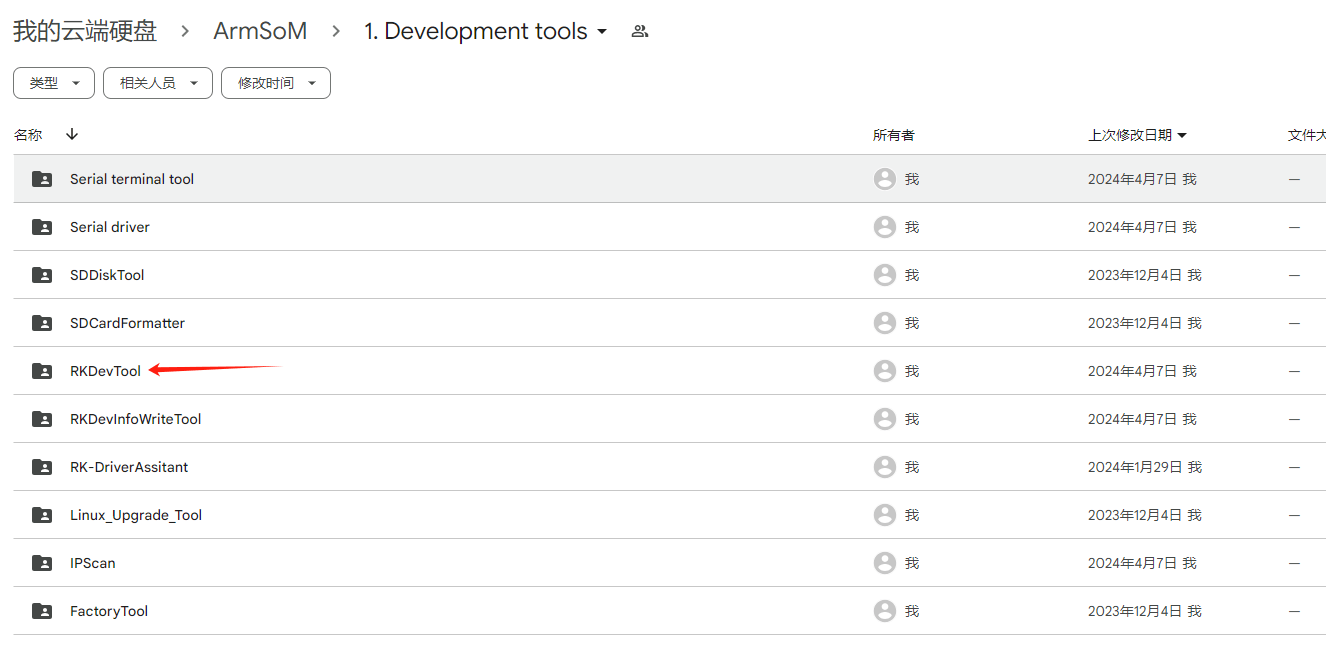 我的云端硬盘 > ArmSoM > 1. Development tools
类型 相关人员 修改时间
名称 所有者 上次修改日期 文件大
Serial terminal tool 我 2024年4月7日 我 —
Serial driver 我 2024年4月7日 我 —
SDDiskTool 我 2023年12月4日 我 —
SDCardFormatter 我 2023年12月4日 我 —
RKDevTool 我 2024年4月7日 我 —
RKDevInfoWriteTool 我 2024年4月7日 我 —
RK-DriverAssitant 我 2024年1月29日 我 —
Linux_Upgrade_Tool 我 2023年12月4日 我 —
IPScan 我 2024年4月7日 我 —
FactoryTool 我 2023年12月4日 我 —